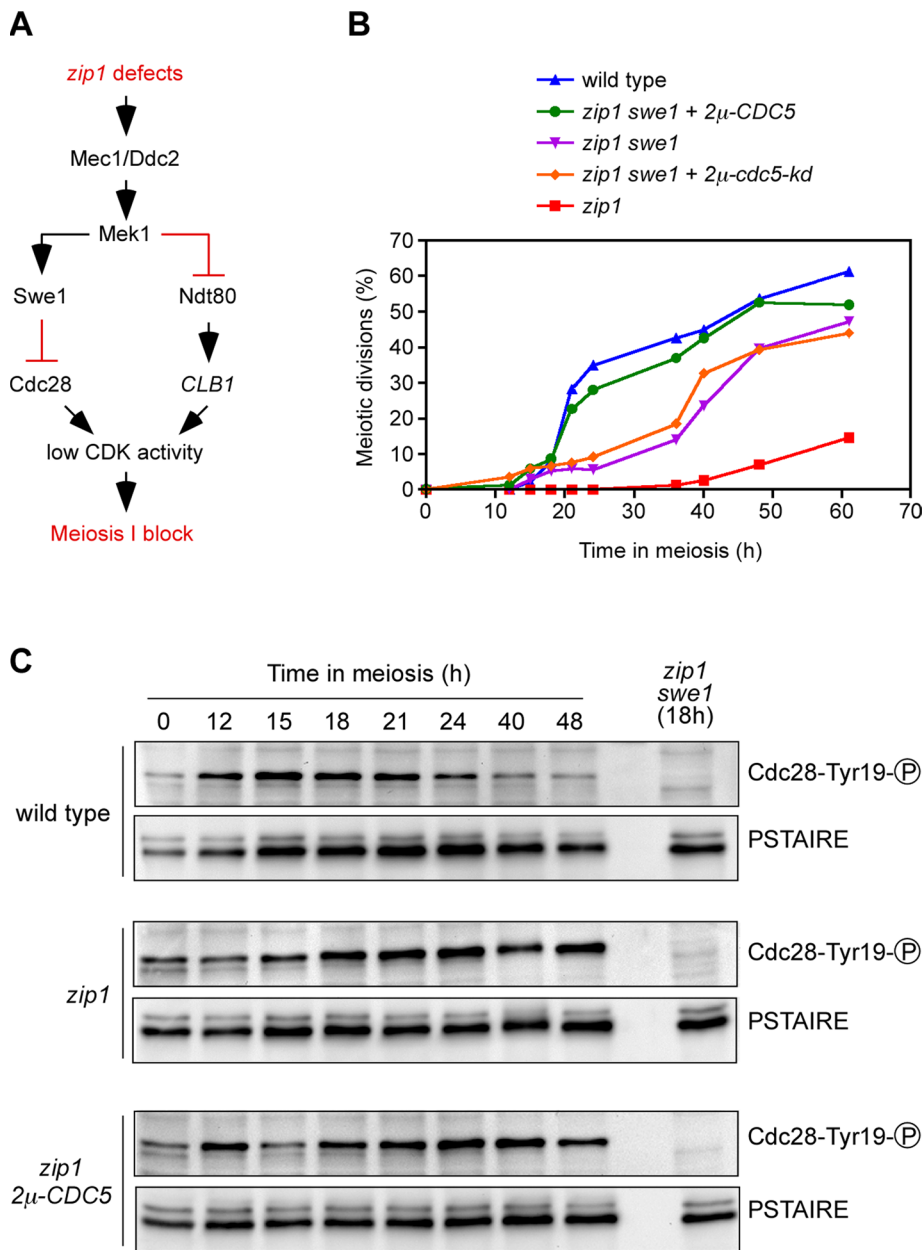 A
zip1 defects
Mec1/Ddc2
Mek1
Swe1
Ndt80
Cdc28
CLB1
low CDK activity
Meiosis I block
B
wild type
zip1 swe1 + 2μ-CDC5
zip1 swe1
zip1 swe1 + 2μ-cdc5-kd
zip1
Meiotic divisions (%)
70
60
50
40
30
20
10
0
0 10 20 30 40 50 60 70
Time in meiosis (h)
C
Time in meiosis (h)
zip1
swe1
(18h)
0 12 15 18 21 24 40 48
wild type
Cdc28-Tyr19-Ⓟ
PSTAIRE
zip1
Cdc28-Tyr19-Ⓟ
PSTAIRE
zip1
2μ-CDC5
Cdc28-Tyr19-Ⓟ
PSTAIRE